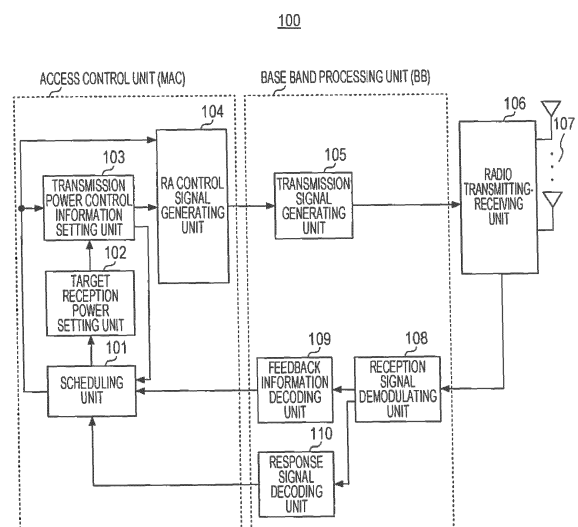 100
ACCESS CONTROL UNIT (MAC)
BASE BAND PROCESSING UNIT (BB)
104
106
107
103
105
TRANSMISSION
POWER CONTROL
INFORMATION
SETTING UNIT
RA CONTROL
SIGNAL
GENERATING
UNIT
TRANSMISSION
SIGNAL
GENERATING UNIT
RADIO
TRANSMITTING-
RECEIVING
UNIT
102
TARGET
RECEPTION
POWER
SETTING UNIT
101
SCHEDULING
UNIT
109
FEEDBACK
INFORMATION
DECODING
UNIT
108
RECEPTION
SIGNAL
DEMODULATING
UNIT
110
RESPONSE
SIGNAL
DECODING
UNIT